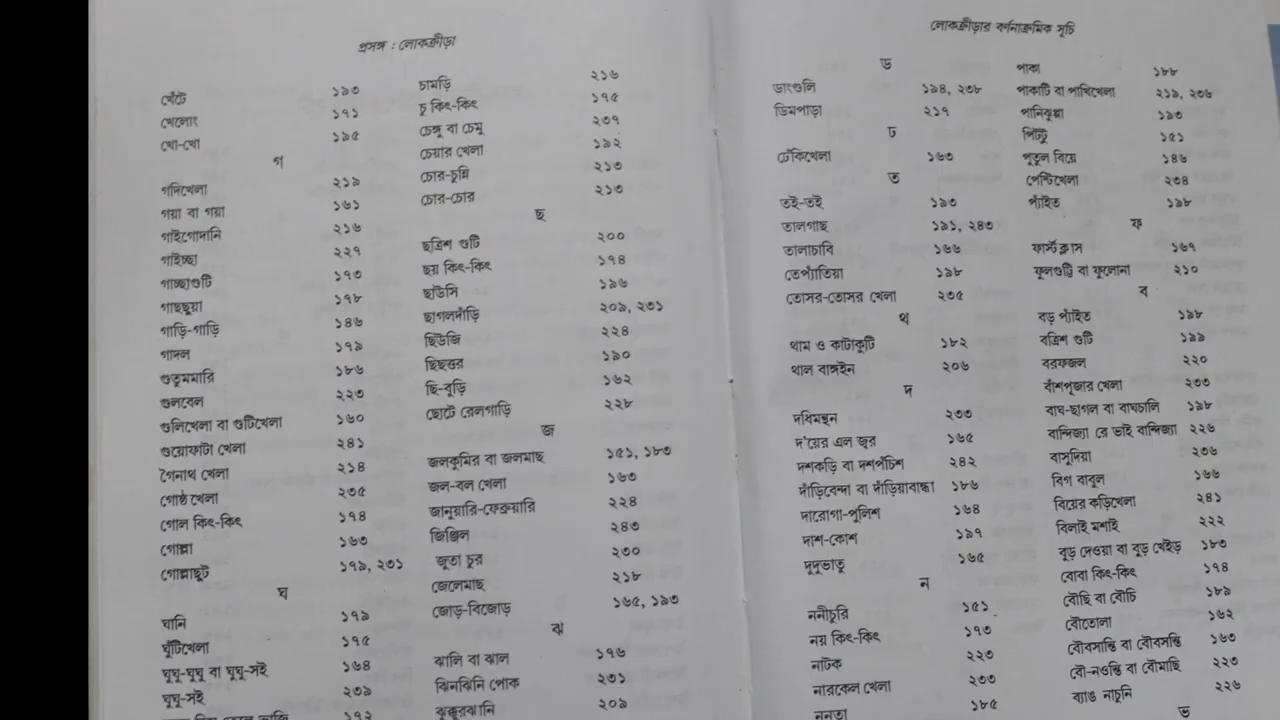 প্রসঙ্গ : লোকক্রীড়া
খেঁটে ১৯৩
খেলোং ১৭১
খো-খো ১৯৫
গ
গদিখেলা ২১৯
গয়া বা গয়া ১৬১
গাইগোদানি ২১৬
গাইচ্ছা ২২৭
গাচ্ছাগুটি ১৭৩
গাছছুয়া ১৭৮
গাড়ি-গাড়ি ১৪৬
গাদল ১৭৯
গুতুমমারি ১৮৬
গুলবেল ২২৩
গুলিখেলা বা গুটিখেলা ১৬০
গুয়োফাটা খেলা ২৪১
গৈনাথ খেলা ২১৪
গোষ্ঠ খেলা ২৩৫
গোল কিৎ-কিৎ ১৭৪
গোল্লা ১৬৩
গোল্লাছুট ১৭৯, ২৩১
ঘ
ঘানি ১৭৯
ঘুঁটিখেলা ১৭৫
ঘুঘু-ঘুঘু বা ঘুঘু-সই ১৬৪
ঘুঘু-সই ২৩৯
১৭২
চামড়ি ২১৬
চু কিৎ-কিৎ ১৭৫
চেঙ্গু বা চেমু ২৩৭
চেয়ার খেলা ১৯২
চোর-চুন্নি ২১৩
চোর-চোর ২১৩
ছ
ছত্রিশ গুটি ২০০
ছয় কিৎ-কিৎ ১৭৪
ছাউসি ১৯৬
ছাগলদাঁড়ি ২০৯, ২৩১
ছিউজি ২২৪
ছিছত্তর ১৯০
ছি-বুড়ি ১৬২
ছোটে রেলগাড়ি ২২৮
জ
জলকুমির বা জলমাছ ১৫১, ১৮৩
জল-বল খেলা ১৬৩
জানুয়ারি-ফেব্রুয়ারি ২২৪
জিঞ্জিল ২৪৩
জুতা চুর ২৩০
জেলেমাছ ২১৮
জোড়-বিজোড় ১৬৫, ১৯৩
ঝ
ঝালি বা ঝাল ১৭৬
ঝিনঝিনি পোক ২৩১
ঝুক্কুরঝানি ২০৯
লোকক্রীড়ার বর্ণনাক্রমিক সূচি
ড
ডাংগুলি ১৯৪, ২৩৮
ডিমপাড়া ২১৭
ঢ
ঢেঁকিখেলা ১৬৩
ত
তই-তই ১৯৩
তালগাছ ১৯১, ২৪৩
তালাচাবি ১৬৬
তেপ্যাঁতিয়া ১৯৮
তোসর-তোসর খেলা ২৩৫
থ
থাম ও কাটাকুটি ১৮২
থাল বাঙ্গইন ২০৬
দ
দধিমন্থন ২৩৩
দ'য়ের এল জ্বর ১৬৫
দশকড়ি বা দশপঁচিশ ২৪২
দাঁড়িবেন্দা বা দাঁড়িয়াবান্ধা ১৮৬
দারোগা-পুলিশ ১৬৪
দাশ-কোশ ১৯৭
দুদুভাতু ১৬৫
ন
ননীচুরি ১৫১
নয় কিৎ-কিৎ ১৭৩
নাটক ২২৩
নারকেল খেলা ২৩৩
ননতা ১৮৫
পাকা ১৮৮
পাকাটি বা পাখিখেলা ২১৯, ২৩৬
পানিঝুপ্পা ১৯৩
পিটটু ১৫১
পুতুল বিয়ে ১৪৬
পেন্টিখেলা ২৩৪
প্যাঁইত ১৯৮
ফ
ফার্স্টক্লাস ১৬৭
ফুলগুট্টি বা ফুলোনা ২১০
ব
বড় প্যাঁইত ১৯৮
বত্রিশ গুটি ১৯৯
বরফজল ২২০
বাঁশপূজার খেলা ২৩৩
বাঘ-ছাগল বা বাঘচালি ১৯৮
বান্দিজ্যা রে ভাই বান্দিজ্যা ২২৬
বাসুদিয়া ২৩৬
বিগ বাবুল ১৬৬
বিয়ের কড়িখেলা ২৪১
বিলাই মশাই ২২২
বুড় দেওয়া বা বুড় খেইড় ১৮৩
বোবা কিৎ-কিৎ ১৭৪
বৌছি বা বৌচি ১৮৯
বৌতোলা ১৬২
বৌবসান্তি বা বৌবসন্তি ১৬৩
বৌ-নওন্তি বা বৌমাছি ২২৩
ব্যাঙ নাচুনি ২২৬
ভ